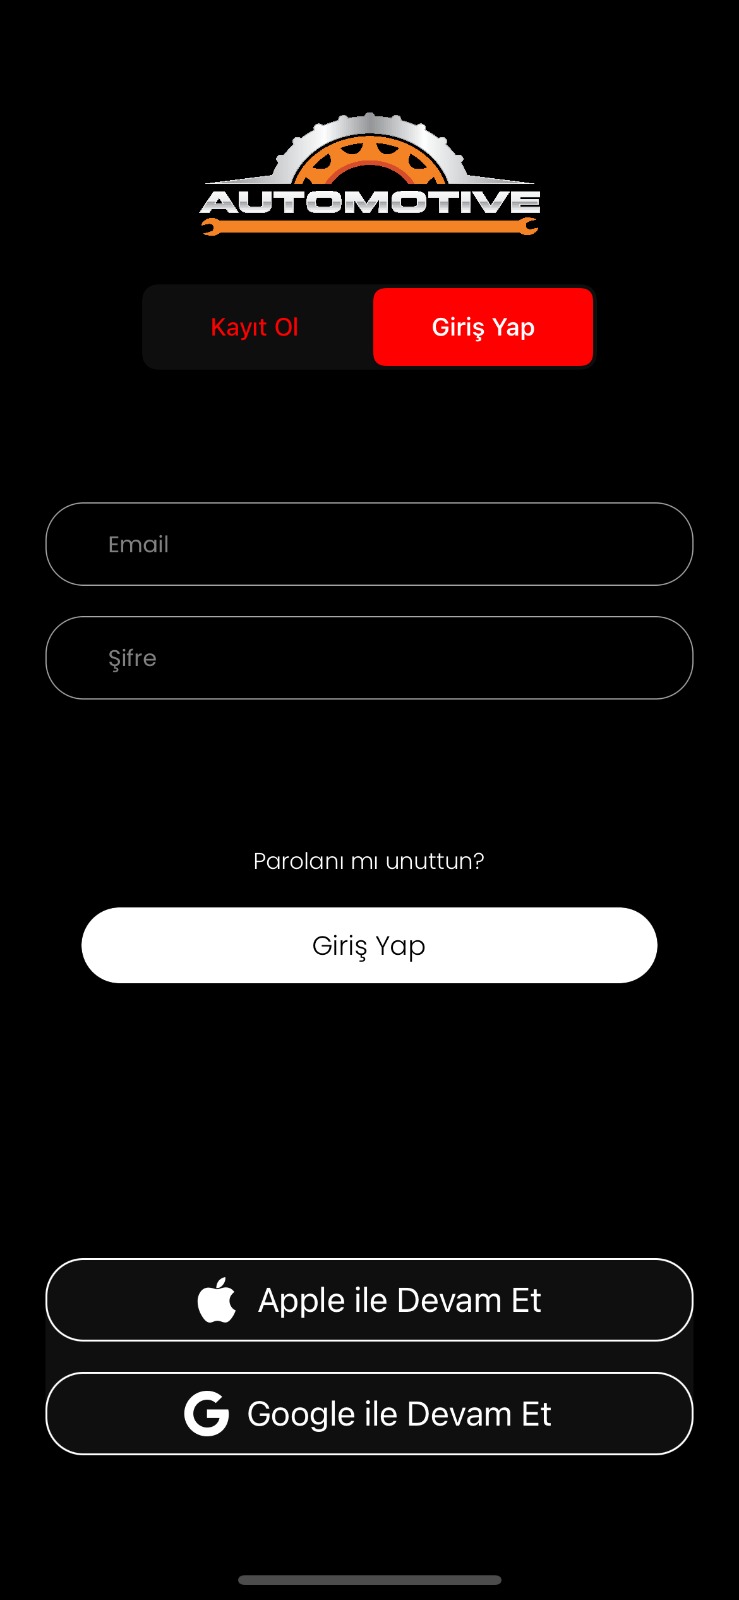 AUTOMOTIVE
Kayıt Ol
Giriş Yap
Email
Şifre
Parolanı mı unuttun?
Giriş Yap
Apple ile Devam Et
Google ile Devam Et